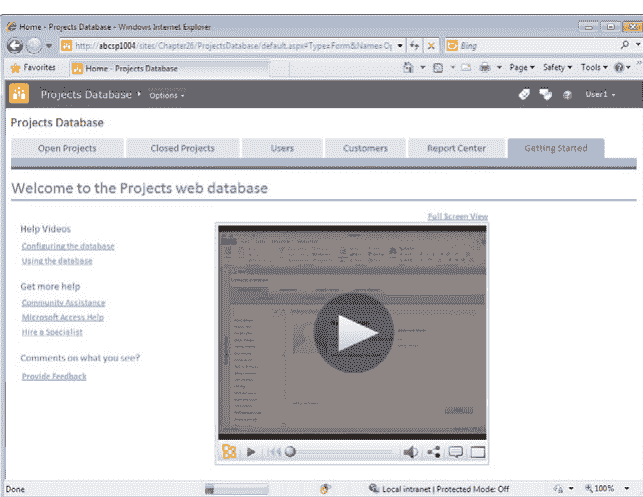 Home - Projects Database - Windows Internet Explorer
http://abcsp1004/sites/Chapter26/ProjectsDatabase/default.aspx#Type=Form&Name=Op
Bing
Favorites Home - Projects Database Page Safety Tools
Projects Database Options User1
Projects Database
Open Projects Closed Projects Users Customers Report Center Getting Started
Welcome to the Projects web database
Full Screen View
Help Videos
Configuring the database
Using the database
Get more help
Community Assistance
Microsoft Access Help
Hire a Specialist
Comments on what you see?
Provide Feedback
Done Local intranet | Protected Mode: Off 100%